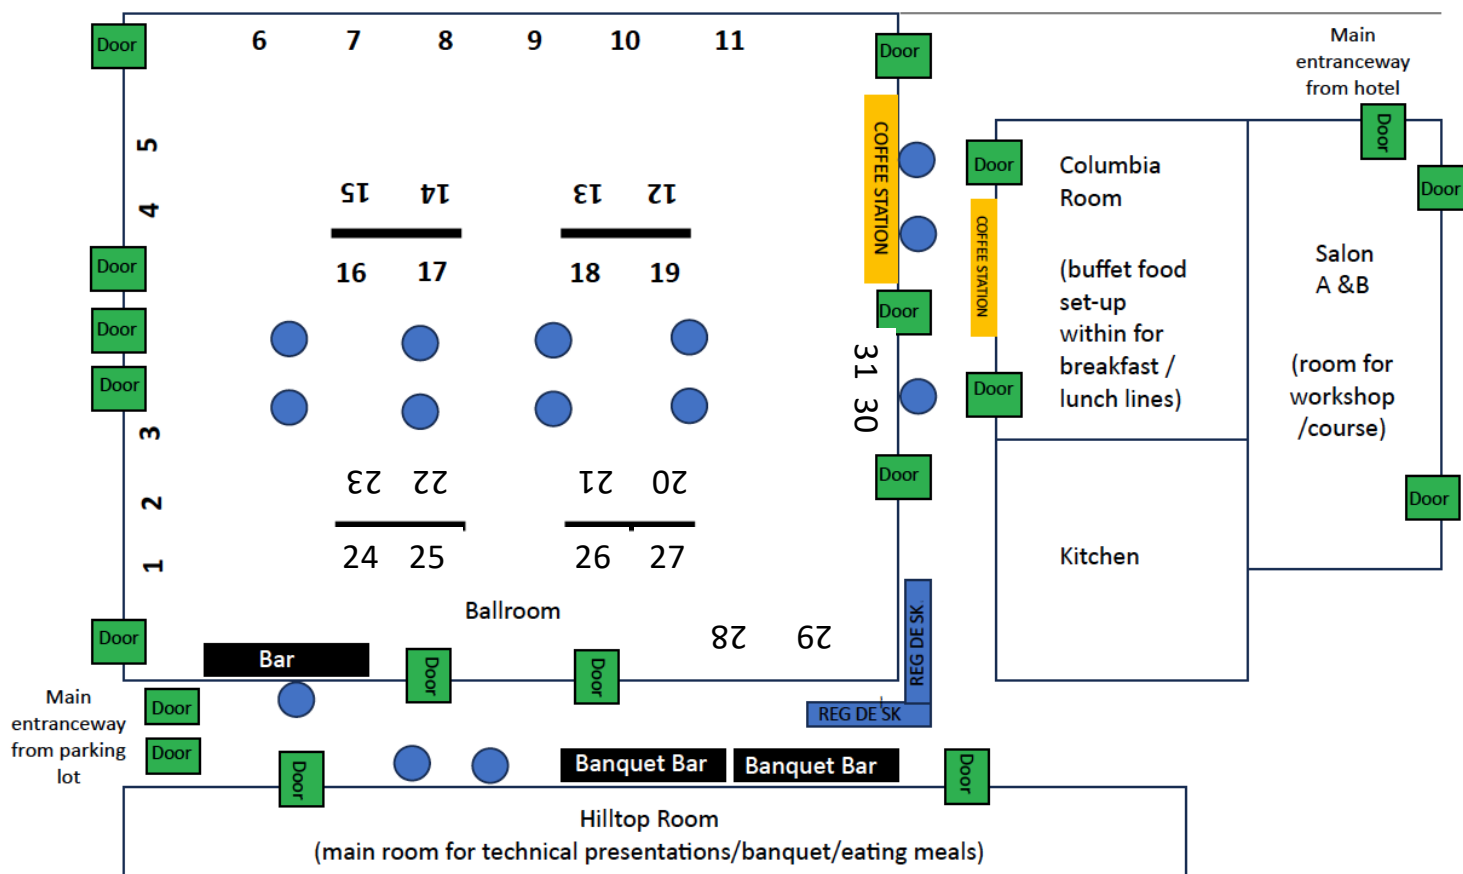 Door
6 7 8 9 10 11
Door
Main
entranceway
from hotel
Door
5
4
15 14 13 12
16 17 18 19
COFFEE STATION
Door
Columbia
Room
(buffet food
set-up
within for
breakfast /
lunch lines)
COFFEE STATION
Door
Salon
A &B
(room for
workshop
/course)
Door
Door
Door
Door
Door
Door
31
30
3
2
1
23 22 21 20
24 25 26 27
Door
Kitchen
Ballroom
28 29
Door
Bar
Door
Door
REG DE SK
REG DE SK
Main
entranceway
from parking
lot
Door
Door
Door
Banquet Bar
Banquet Bar
Door
Hilltop Room
(main room for technical presentations/banquet/eating meals)